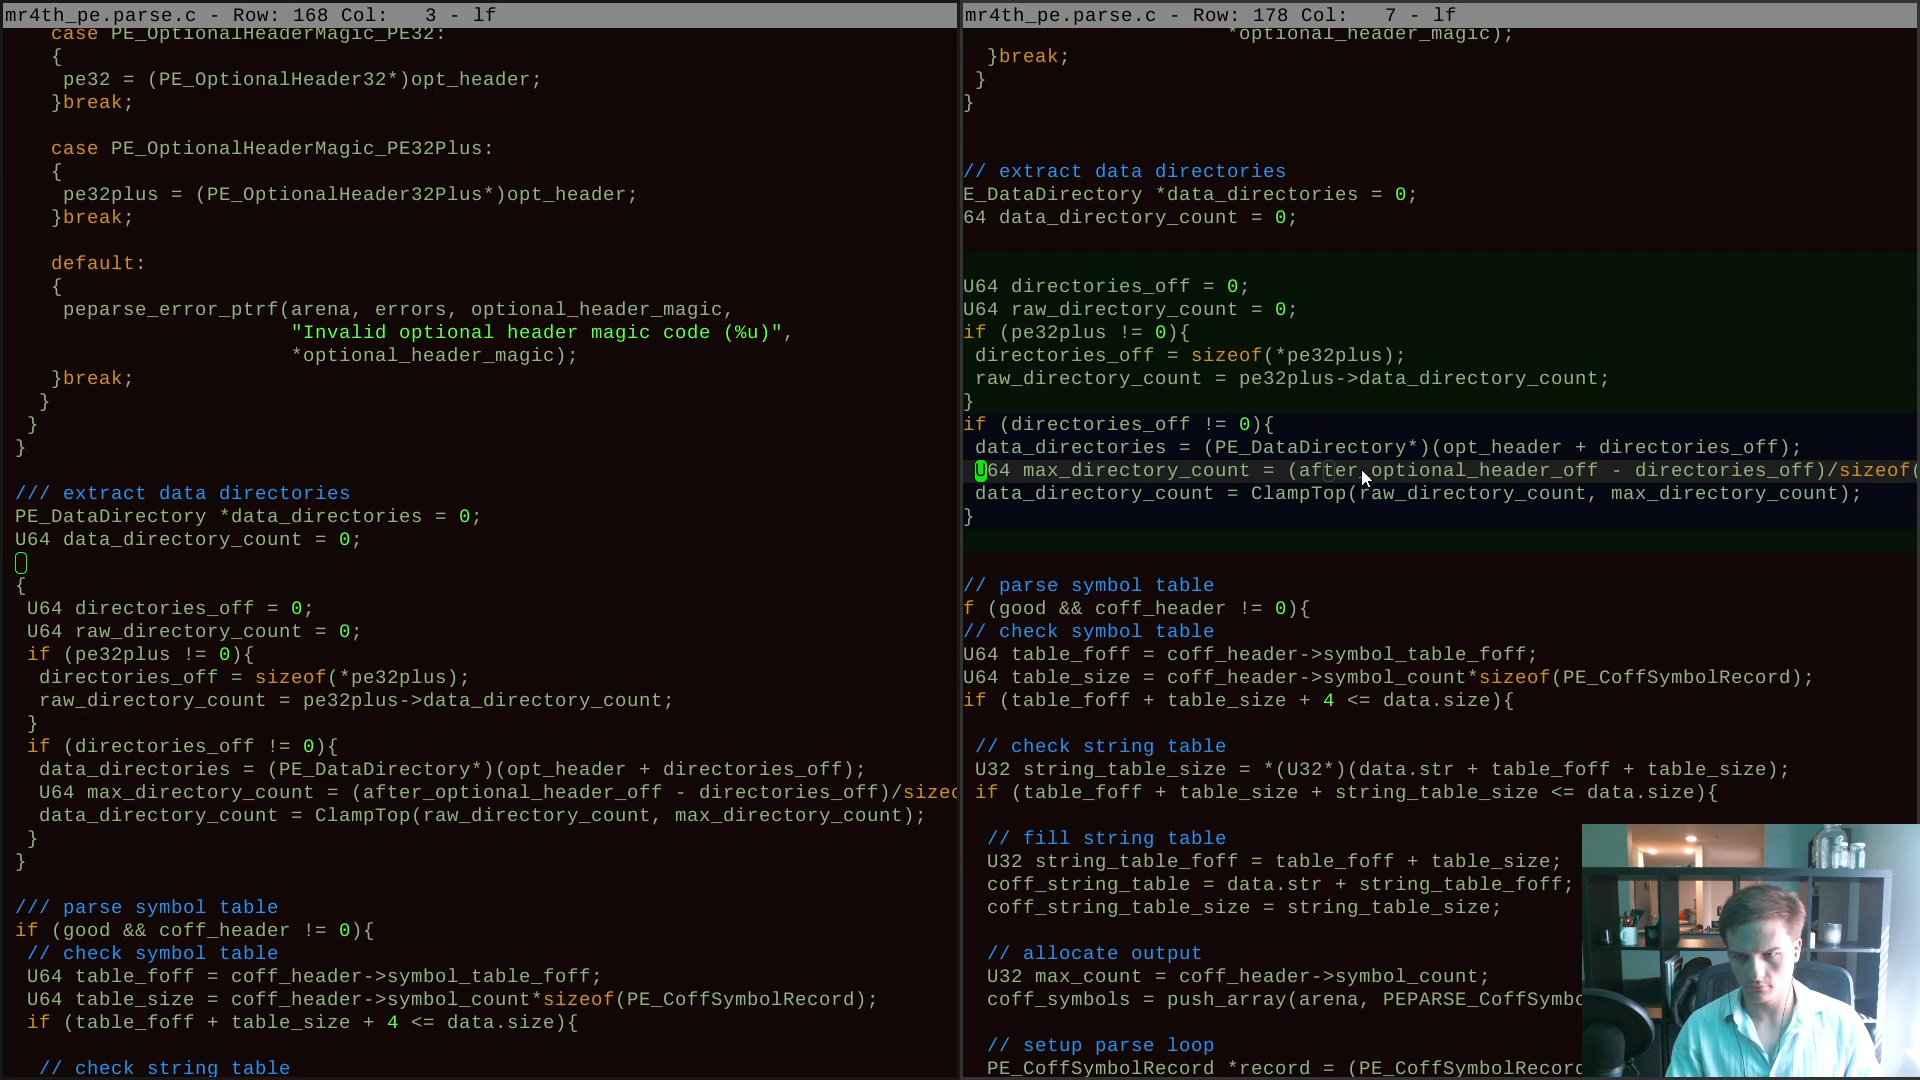 mr4th_pe.parse.c - Row: 168 Col:   3 - lf
case PE_OptionalHeaderMagic_PE32:
{
pe32 = (PE_OptionalHeader32*)opt_header;
}break;
case PE_OptionalHeaderMagic_PE32Plus:
{
pe32plus = (PE_OptionalHeader32Plus*)opt_header;
}break;
default:
{
peparse_error_ptrf(arena, errors, optional_header_magic,
"Invalid optional header magic code (%u)",
*optional_header_magic);
}break;
}
}
}
/// extract data directories
PE_DataDirectory *data_directories = 0;
U64 data_directory_count = 0;
{
U64 directories_off = 0;
U64 raw_directory_count = 0;
if (pe32plus != 0){
directories_off = sizeof(*pe32plus);
raw_directory_count = pe32plus->data_directory_count;
}
if (directories_off != 0){
data_directories = (PE_DataDirectory*)(opt_header + directories_off);
U64 max_directory_count = (after_optional_header_off - directories_off)/sizeo
data_directory_count = ClampTop(raw_directory_count, max_directory_count);
}
}
/// parse symbol table
if (good && coff_header != 0){
// check symbol table
U64 table_foff = coff_header->symbol_table_foff;
U64 table_size = coff_header->symbol_count*sizeof(PE_CoffSymbolRecord);
if (table_foff + table_size + 4 <= data.size){
// check string table
mr4th_pe.parse.c - Row: 178 Col:   7 - lf
*optional_header_magic);
}break;
}
}
// extract data directories
E_DataDirectory *data_directories = 0;
64 data_directory_count = 0;
U64 directories_off = 0;
U64 raw_directory_count = 0;
if (pe32plus != 0){
directories_off = sizeof(*pe32plus);
raw_directory_count = pe32plus->data_directory_count;
}
if (directories_off != 0){
data_directories = (PE_DataDirectory*)(opt_header + directories_off);
U64 max_directory_count = (after_optional_header_off - directories_off)/sizeof(
data_directory_count = ClampTop(raw_directory_count, max_directory_count);
}
// parse symbol table
f (good && coff_header != 0){
// check symbol table
U64 table_foff = coff_header->symbol_table_foff;
U64 table_size = coff_header->symbol_count*sizeof(PE_CoffSymbolRecord);
if (table_foff + table_size + 4 <= data.size){
// check string table
U32 string_table_size = *(U32*)(data.str + table_foff + table_size);
if (table_foff + table_size + string_table_size <= data.size){
// fill string table
U32 string_table_foff = table_foff + table_size;
coff_string_table = data.str + string_table_foff;
coff_string_table_size = string_table_size;
// allocate output
U32 max_count = coff_header->symbol_count;
coff_symbols = push_array(arena, PEPARSE_CoffSymbo
// setup parse loop
PE_CoffSymbolRecord *record = (PE_CoffSymbolRecord